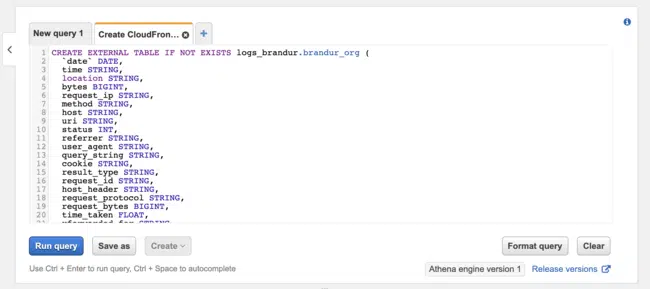 New query 1
Create CloudFron...
+
1 CREATE EXTERNAL TABLE IF NOT EXISTS logs_brandur.brandur_org (
2 `date` DATE,
3 time STRING,
4 location STRING,
5 bytes BIGINT,
6 request_ip STRING,
7 method STRING,
8 host STRING,
9 uri STRING,
10 status INT,
11 referrer STRING,
12 user_agent STRING,
13 query_string STRING,
14 cookie STRING,
15 result_type STRING,
16 request_id STRING,
17 host_header STRING,
18 request_protocol STRING,
19 request_bytes BIGINT,
20 time_taken FLOAT,
21 xforwarded_for STRING
Run query
Save as
Create
Format query
Clear
Use Ctrl + Enter to run query, Ctrl + Space to autocomplete
Athena engine version 1
Release versions